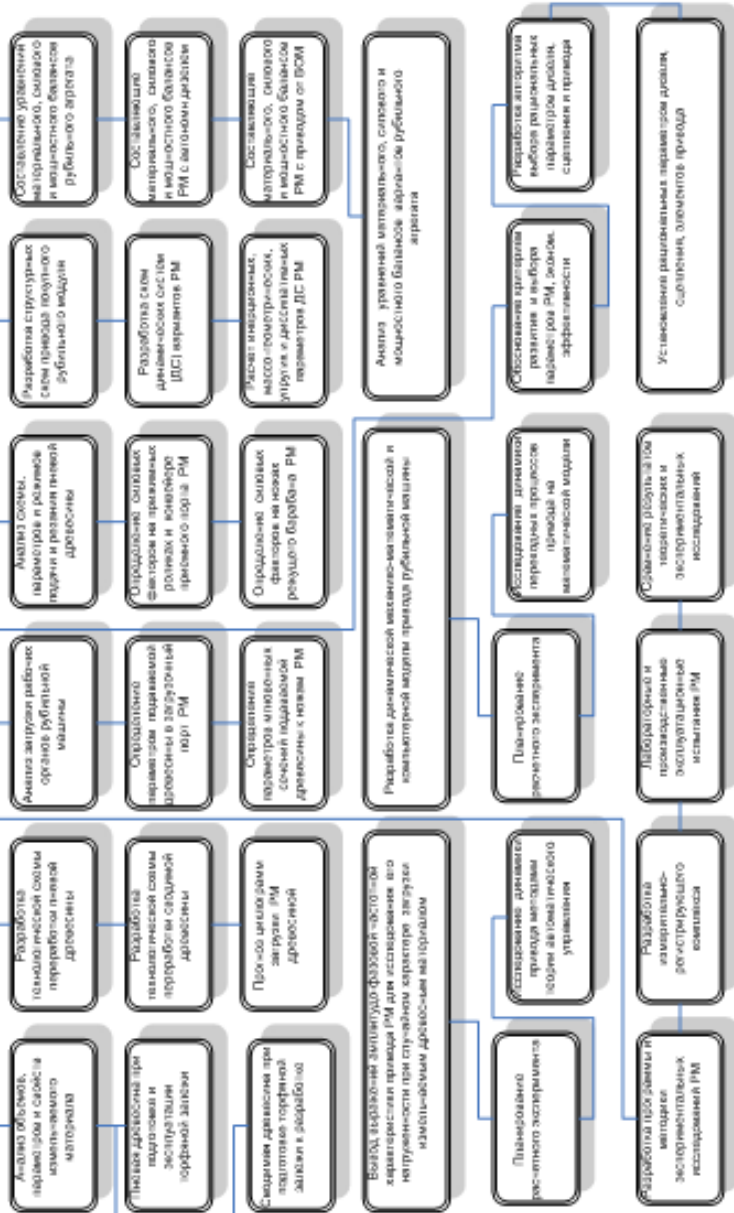 Анализ объемов,
параметров и свойств
измельчаемого
материала
Разработка
технологической схемы
переработки пневой
древесины
Анализ загрузки рабочих
органов рубильной
машины
Анализ схемы,
параметров и режимов
подачи и резания пневой
древесины
Разработка структурных
схем привода
рубильного модуля
Составление уравнений
материального, силового
и мощностного балансов
рубильного агрегата
Пневая древесина при
подготовке и
эксплуатации
торфяной залежи
Разработка
технологической схемы
переработки сводимой
древесины
Определение
параметров подаваемой
древесины в загрузочный
порт РМ
Определение силовых
факторов на прижимных
роликах и конвейере
приемного порта РМ
Разработка схем
динамических систем
(ДС) вариантов РМ
Составляющие
материального, силового
и мощностного балансов
РМ с автономн дизелем
Сводимая древесина при
подготовке торфяной
залежи к разработке
Прогноз циклограмм
загрузки РМ
древесиной
Определение
параметров мгновенных
сечений подаваемой
древесины к ножам РМ
Определение силовых
факторов на ножах
режущего барабана РМ
Расчет инерционных,
массо-геометрических,
упругих и диссипативных
параметров ДС РМ
Составляющие
материального, силового
и мощностного балансов
РМ с приводом от ВОМ
Вывод выражений амплитудо-фазовой частотной
характеристики привода РМ для исследования его
нагруженности при случайном характере загрузки
измельчаемым древесным материалом
Разработка динамической механико-математической и
компьютерной модели привода рубильной машины
Анализ уравнений материального, силового и
мощностного балансов вариантов рубильного
агрегата
Планирование
расчетного эксперимента
Исследование динамики
привода методами
теории автоматического
управления
Планирование
расчетного эксперимента
Исследование динамики
переходных процессов
привода на
математической модели
Обоснование критериев
развития и выбора
параметров РМ, эконом.
эффективности
Разработка алгоритма
выбора рациональных
параметров дизеля,
сцепления и привода
Разработка программы и
методики
экспериментальных
исследований РМ
Разработка
измерительно-
регистрирующего
комплекса
Лабораторные и
производственные
эксплуатационные
испытания РМ
Сравнение результатов
теоретических и
экспериментальных
исследований
Установление рациональных параметров дизеля,
сцепления, элементов привода